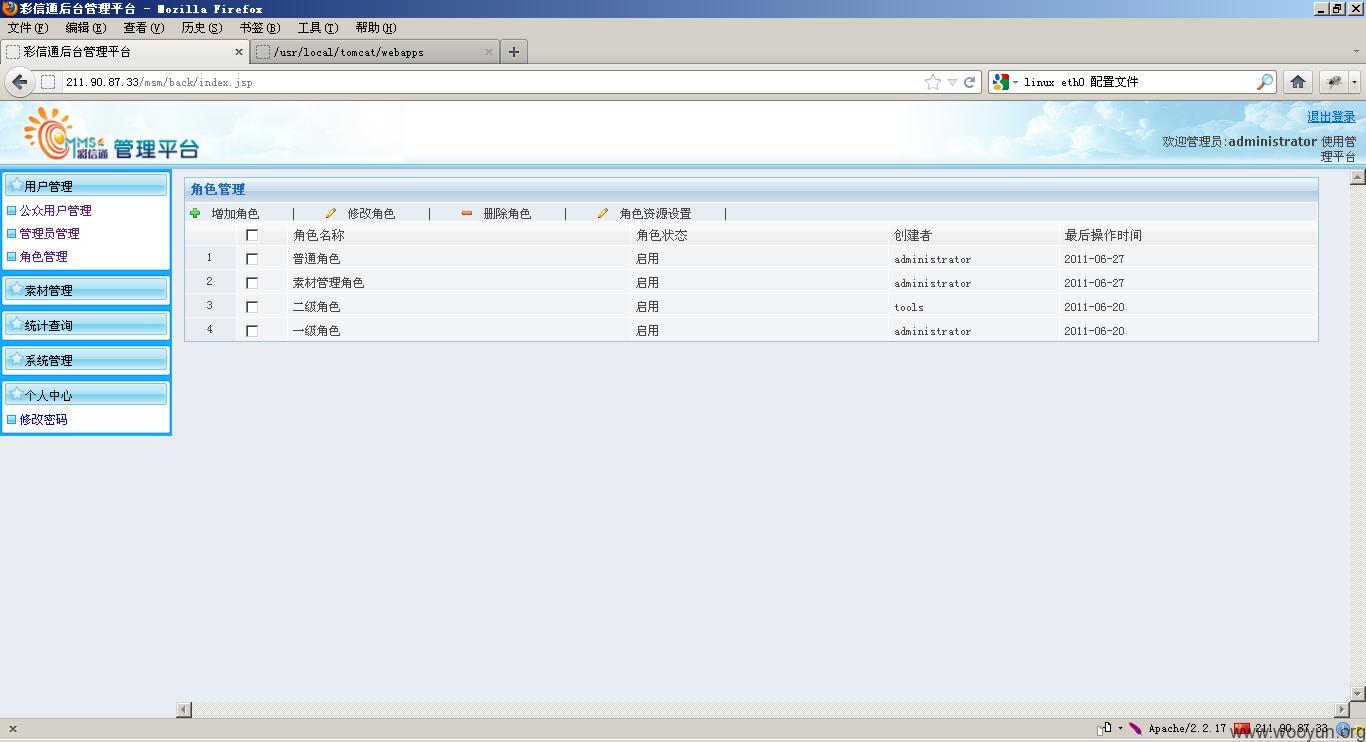 彩信通后台管理平台 - Mozilla Firefox
文件(F) 编辑(E) 查看(V) 历史(S) 书签(B) 工具(T) 帮助(H)
彩信通后台管理平台 /usr/local/tomcat/webapps
211.90.87.33/msm/back/index.jsp linux eth0 配置文件
MMS 彩信通 管理平台
退出登录
欢迎管理员:administrator 使用管理平台
用户管理
公众用户管理
管理员管理
角色管理
素材管理
统计查询
系统管理
个人中心
修改密码
角色管理
增加角色 | 修改角色 | 删除角色 | 角色资源设置 |
角色名称 角色状态 创建者 最后操作时间
1 普通角色 启用 administrator 2011-06-27
2 素材管理角色 启用 administrator 2011-06-27
3 二级角色 启用 tools 2011-06-20
4 一级角色 启用 administrator 2011-06-20
Apache/2.2.17 211.90.87.33
www.wooyun.org